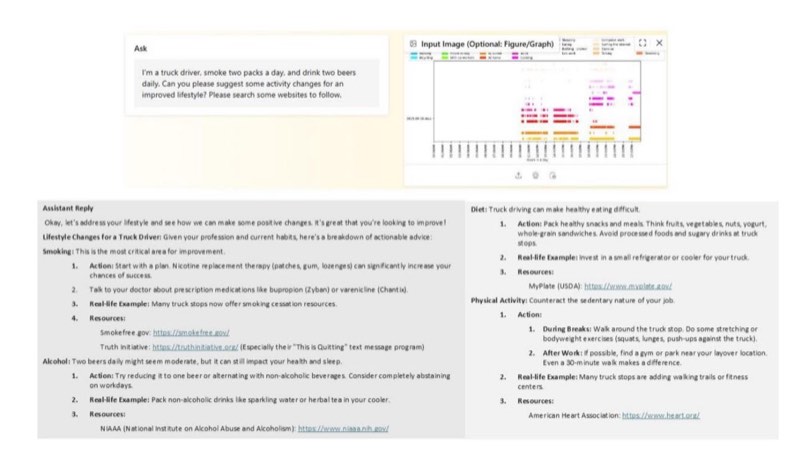 Ask
I'm a truck driver, smoke two packs a day, and drink two beers
daily. Can you please suggest some activity changes for an
improved lifestyle? Please search some websites to follow.
Input Image (Optional: Figure/Graph)
Assistant Reply
Okay, let's address your lifestyle and see how we can make some positive changes. It's great that you're looking to improve!
Lifestyle Changes for a Truck Driver: Given your profession and current habits, here's a breakdown of actionable advice:
Smoking: This is the most critical area for improvement.
1. Action: Start with a plan. Nicotine replacement therapy (patches, gum, lozenges) can significantly increase your
chances of success.
2. Talk to your doctor about prescription medications like bupropion (Zyban) or varenicline (Chantix).
3. Real-life Example: Many truck stops now offer smoking cessation resources.
4. Resources:
Smokefree.gov: https://smokefree.gov/
Truth Initiative: https://truthinitiative.org/ (Especially their "This is Quitting" text message program)
Alcohol: Two beers daily might seem moderate, but it can still impact your health and sleep.
1. Action: Try reducing it to one beer or alternating with non-alcoholic beverages. Consider completely abstaining
on workdays.
2. Real-life Example: Pack non-alcoholic drinks like sparkling water or herbal tea in your cooler.
3. Resources:
NIAAA (National Institute on Alcohol Abuse and Alcoholism): https://www.niaaa.nih.gov/
Diet: Truck driving can make healthy eating difficult.
1. Action: Pack healthy snacks and meals. Think fruits, vegetables, nuts, yogurt,
whole-grain sandwiches. Avoid processed foods and sugary drinks at truck
stops.
2. Real-life Example: Invest in a small refrigerator or cooler for your truck.
3. Resources:
MyPlate (USDA): https://www.myplate.gov/
Physical Activity: Counteract the sedentary nature of your job.
1. Action:
1. During Breaks: Walk around the truck stop. Do some stretching or
bodyweight exercises (squats, lunges, push-ups against the truck).
2. After Work: If possible, find a gym or park near your layover location.
Even a 30-minute walk makes a difference.
2. Real-life Example: Many truck stops are adding walking trails or fitness
centers.
3. Resources:
American Heart Association: https://www.heart.org/